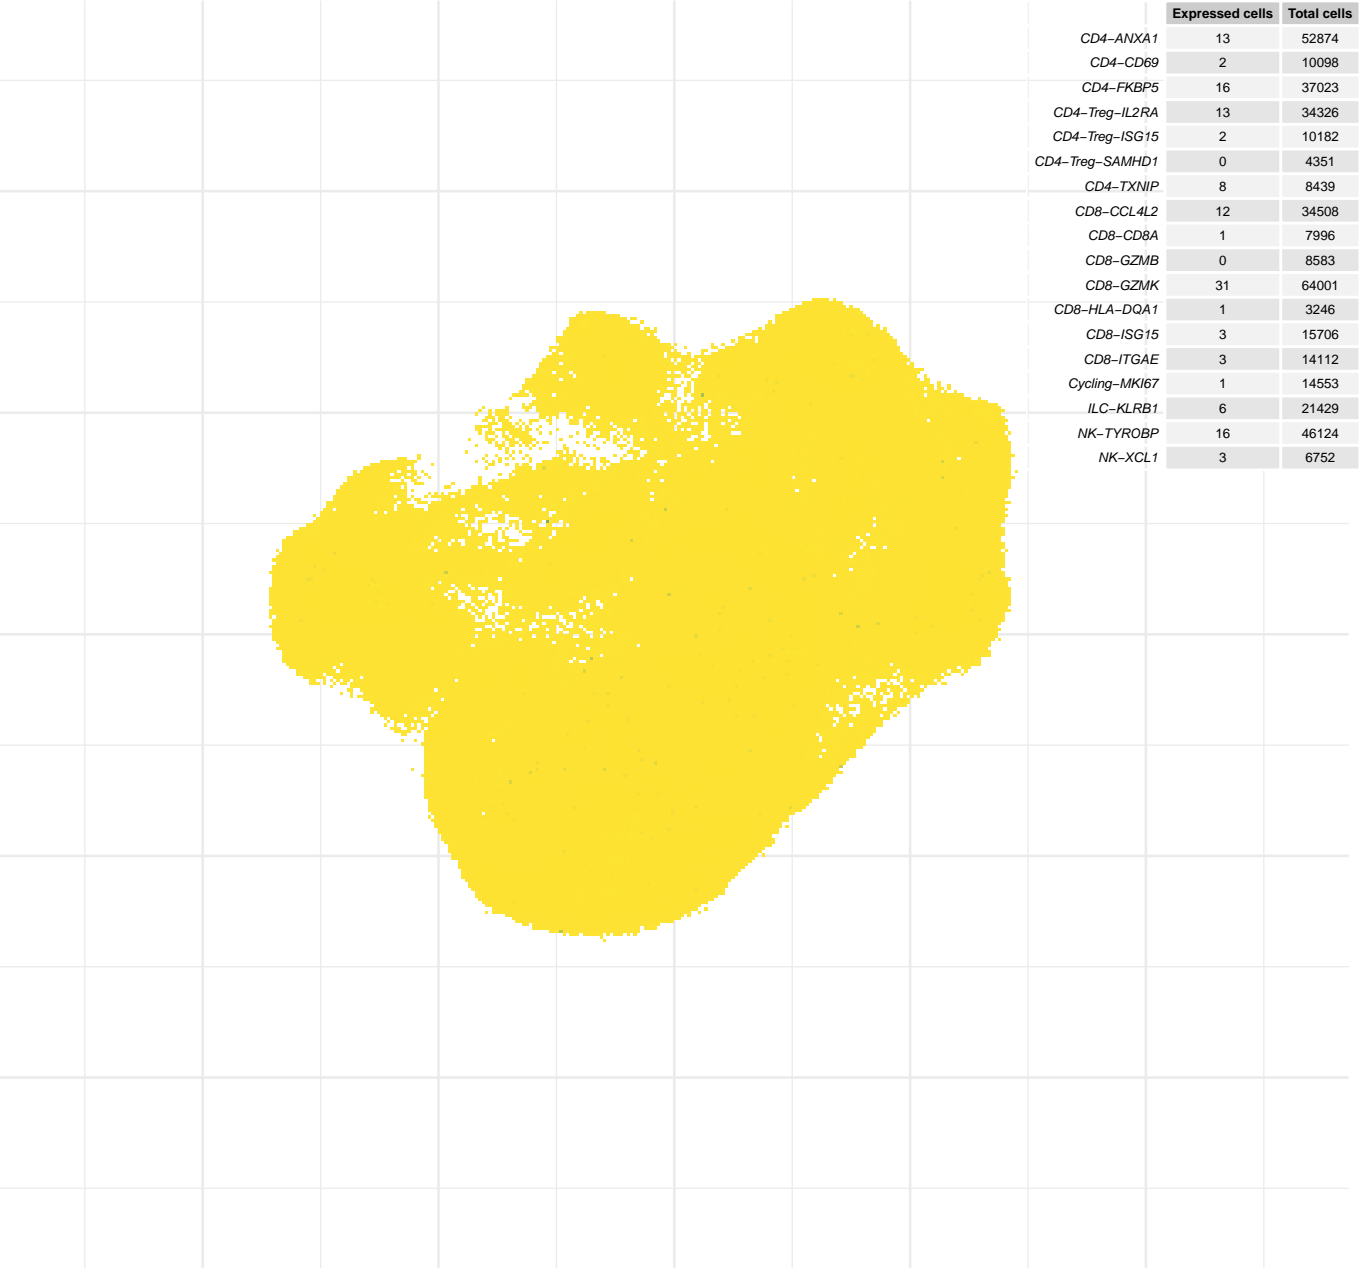 Expressed cells Total cells
CD4−ANXA1 13 52874
CD4−CD69 2 10098
CD4−FKBP5 16 37023
CD4−Treg−IL2RA 13 34326
CD4−Treg−ISG15 2 10182
CD4−Treg−SAMHD1 0 4351
CD4−TXNIP 8 8439
CD8−CCL4L2 12 34508
CD8−CD8A 1 7996
CD8−GZMB 0 8583
CD8−GZMK 31 64001
CD8−HLA−DQA1 1 3246
CD8−ISG15 3 15706
CD8−ITGAE 3 14112
Cycling−MKI67 1 14553
ILC−KLRB1 6 21429
NK−TYROBP 16 46124
NK−XCL1 3 6752